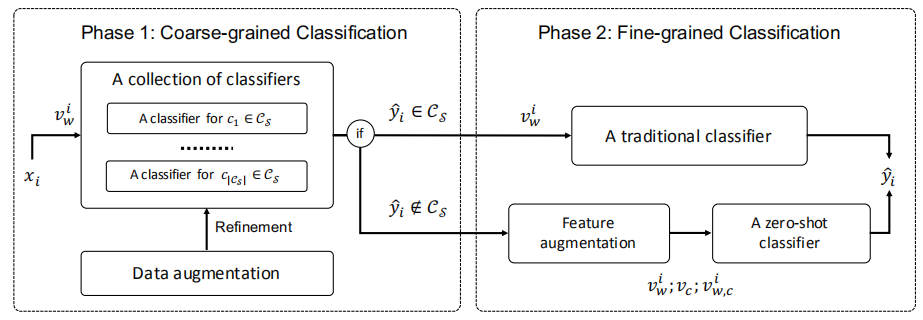 Phase 1: Coarse-grained Classification
A collection of classifiers
A classifier for c₁ ∈ 𝒞_𝒮
.........
A classifier for c_|𝒞_𝒮| ∈ 𝒞_𝒮
v_w^i
x_i
Refinement
Data augmentation
if
ŷ_i ∈ 𝒞_𝒮
ŷ_i ∉ 𝒞_𝒮
Phase 2: Fine-grained Classification
v_w^i
A traditional classifier
Feature
augmentation
A zero-shot
classifier
v_w^i; v_c; v_{w,c}^i
ŷ_i